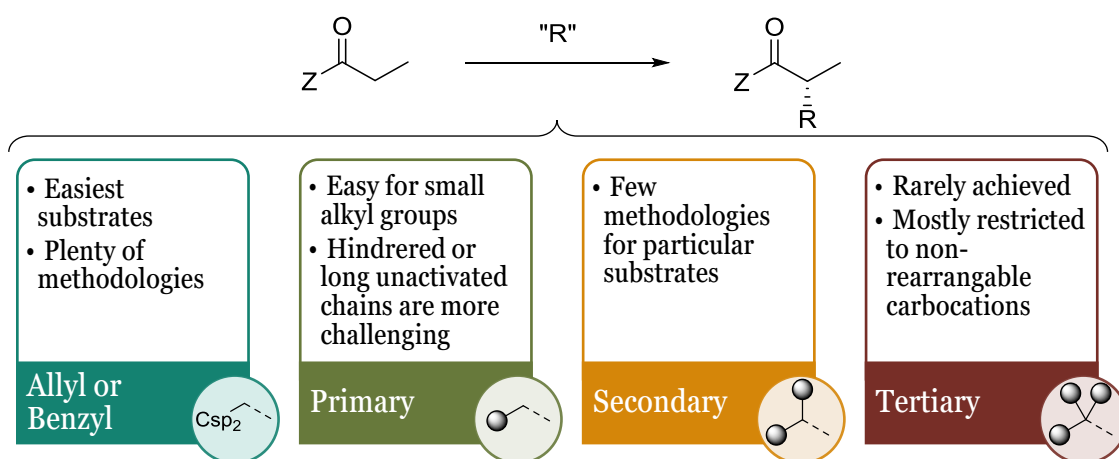 O
Z
"R"
O
Z
R
• Easiest
substrates
• Plenty of
methodologies
Allyl or
Benzyl
Csp2
• Easy for small
alkyl groups
• Hindrered or
long unactivated
chains are more
challenging
Primary
• Few
methodologies
for particular
substrates
Secondary
• Rarely achieved
• Mostly restricted
to non-
rearrangable
carbocations
Tertiary